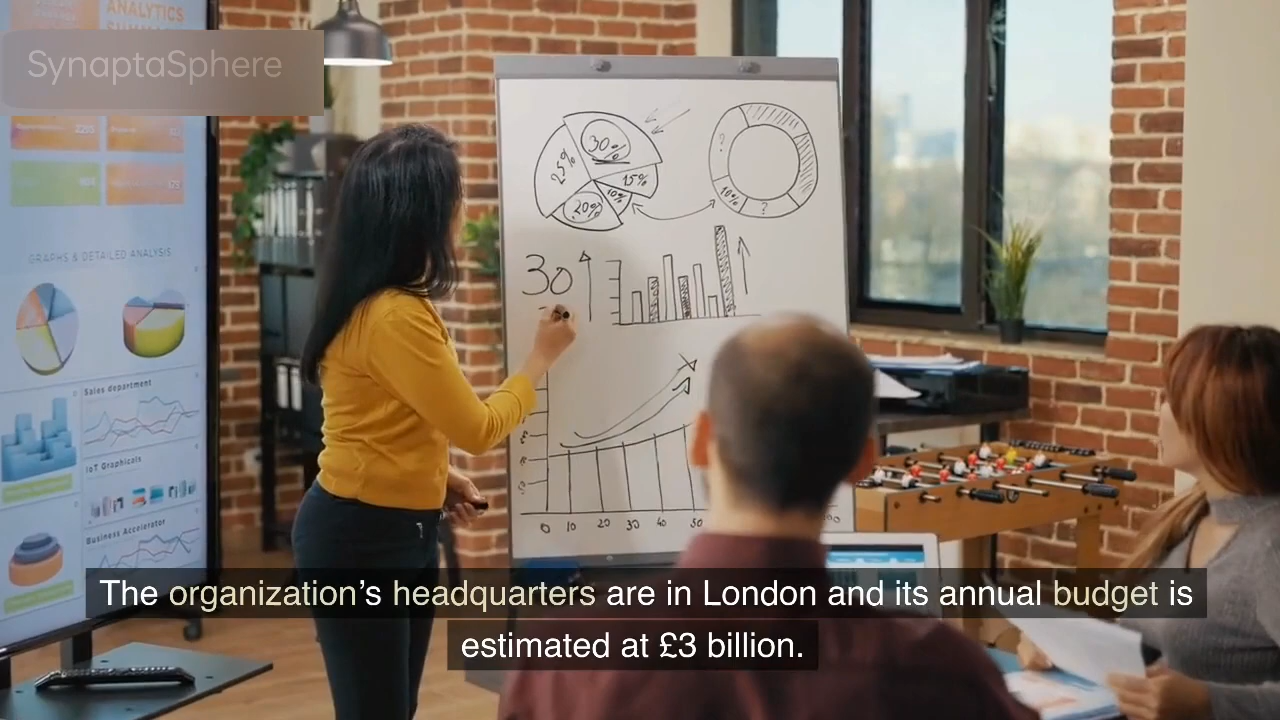 ANALYTICS
SynaptaSphere
GRAPHS & DETAILED ANALYSIS
Sales department
IoT Graphicals
Business Accelerator
30%
25%
15%
10%
20%
?
10%
?
30
0 10 20 30 40 50
The organization's headquarters are in London and its annual budget is
estimated at £3 billion.